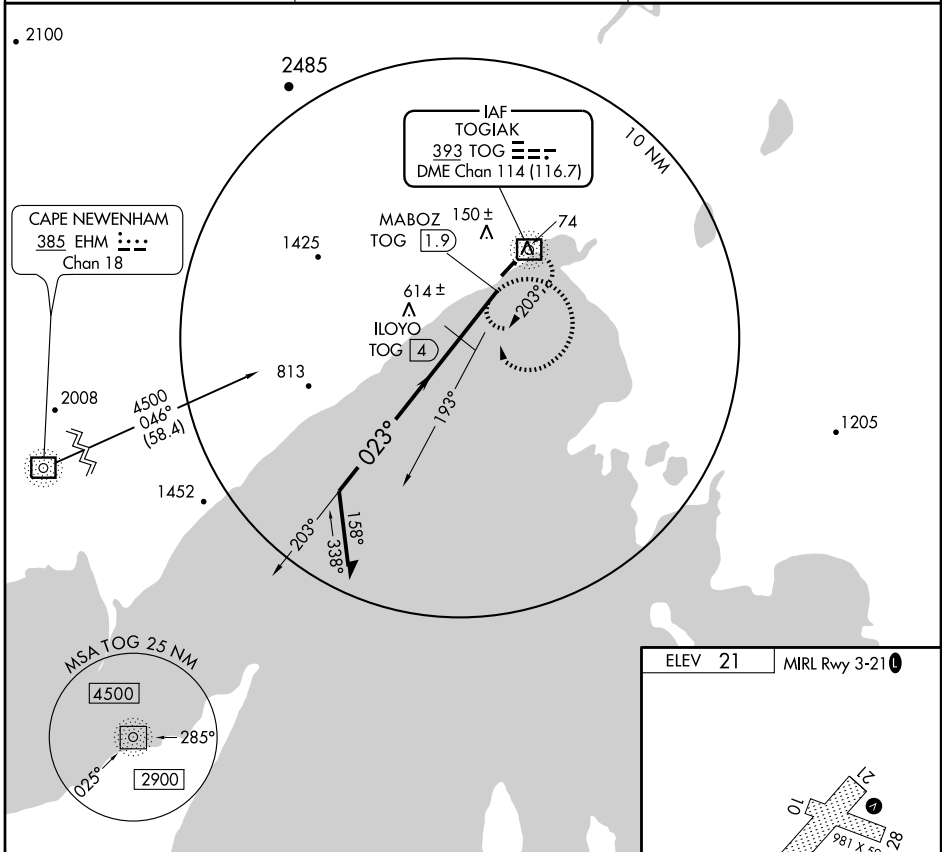 2100
2485
IAF
TOGIAK
393 TOG
DME Chan 114 (116.7)
10 NM
CAPE NEWENHAM
385 EHM
Chan 18
MABOZ
TOG 1.9
150 ±
74
1425
614 ±
ILOYO
TOG 4
203°
813
193°
2008
4500
046°
(58.4)
023°
1205
1452
203°
338°
158°
MSA TOG 25 NM
4500
285°
025°
2900
ELEV 21
MIRL Rwy 3-21 L
21
10
V
28